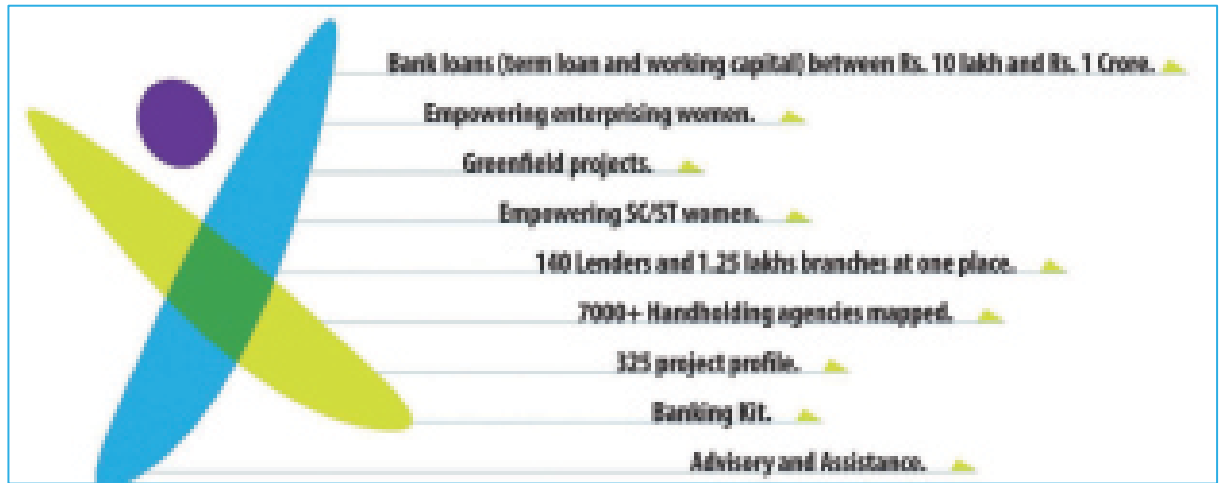 Bank loans (term loan and working capital) between Rs. 10 lakh and Rs. 1 Crore.
Empowering enterprising women.
Greenfield projects.
Empowering SC/ST women.
140 Lenders and 1.25 lakhs branches at one place.
7000+ Handholding agencies mapped.
325 project profile.
Banking Kit.
Advisory and Assistance.